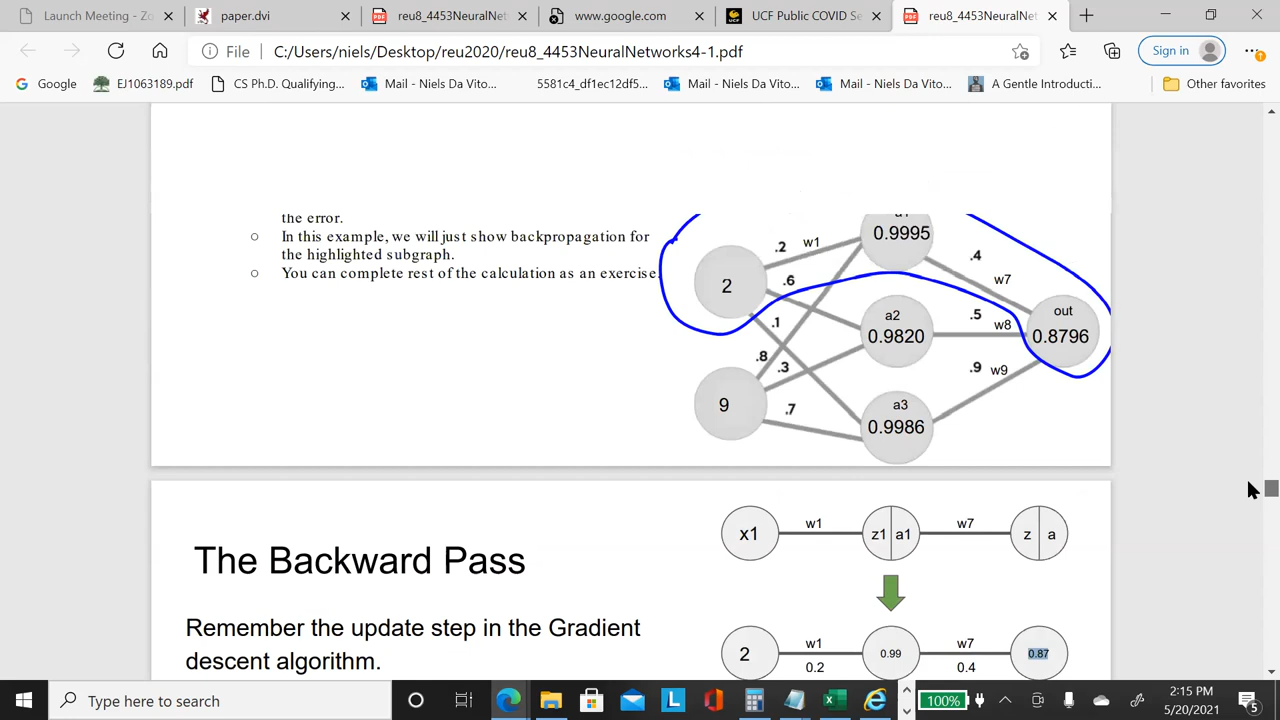 Launch Meeting - Zo
paper.dvi
reu8_4453NeuralNetw
www.google.com
UCF Public COVID Se
reu8_4453NeuralNet
File
C:/Users/niels/Desktop/reu2020/reu8_4453NeuralNetworks4-1.pdf
Sign in
Google
EJ1063189.pdf
CS Ph.D. Qualifying...
Mail - Niels Da Vito...
5581c4_df1ec12df5...
Mail - Niels Da Vito...
Mail - Niels Da Vito...
A Gentle Introducti...
Other favorites
the error.
In this example, we will just show backpropagation for
the highlighted subgraph.
You can complete rest of the calculation as an exercise.
2
9
.2 w1
.6
.1
.8
.3
.7
a1
0.9995
a2
0.9820
a3
0.9986
.4
w7
.5
w8
.9 w9
out
0.8796
The Backward Pass
Remember the update step in the Gradient
descent algorithm.
x1 w1 z1 a1 w7 z a
2 w1 0.99 w7 0.87
0.2 0.4
Type here to search
100%
2:15 PM
5/20/2021
5